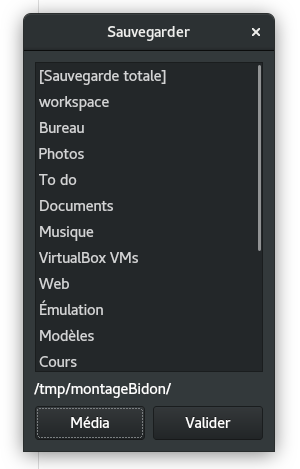 Sauvegarder
[Sauvegarde totale]
workspace
Bureau
Photos
To do
Documents
Musique
VirtualBox VMs
Web
Émulation
Modèles
Cours
/tmp/montageBidon/
Média Valider